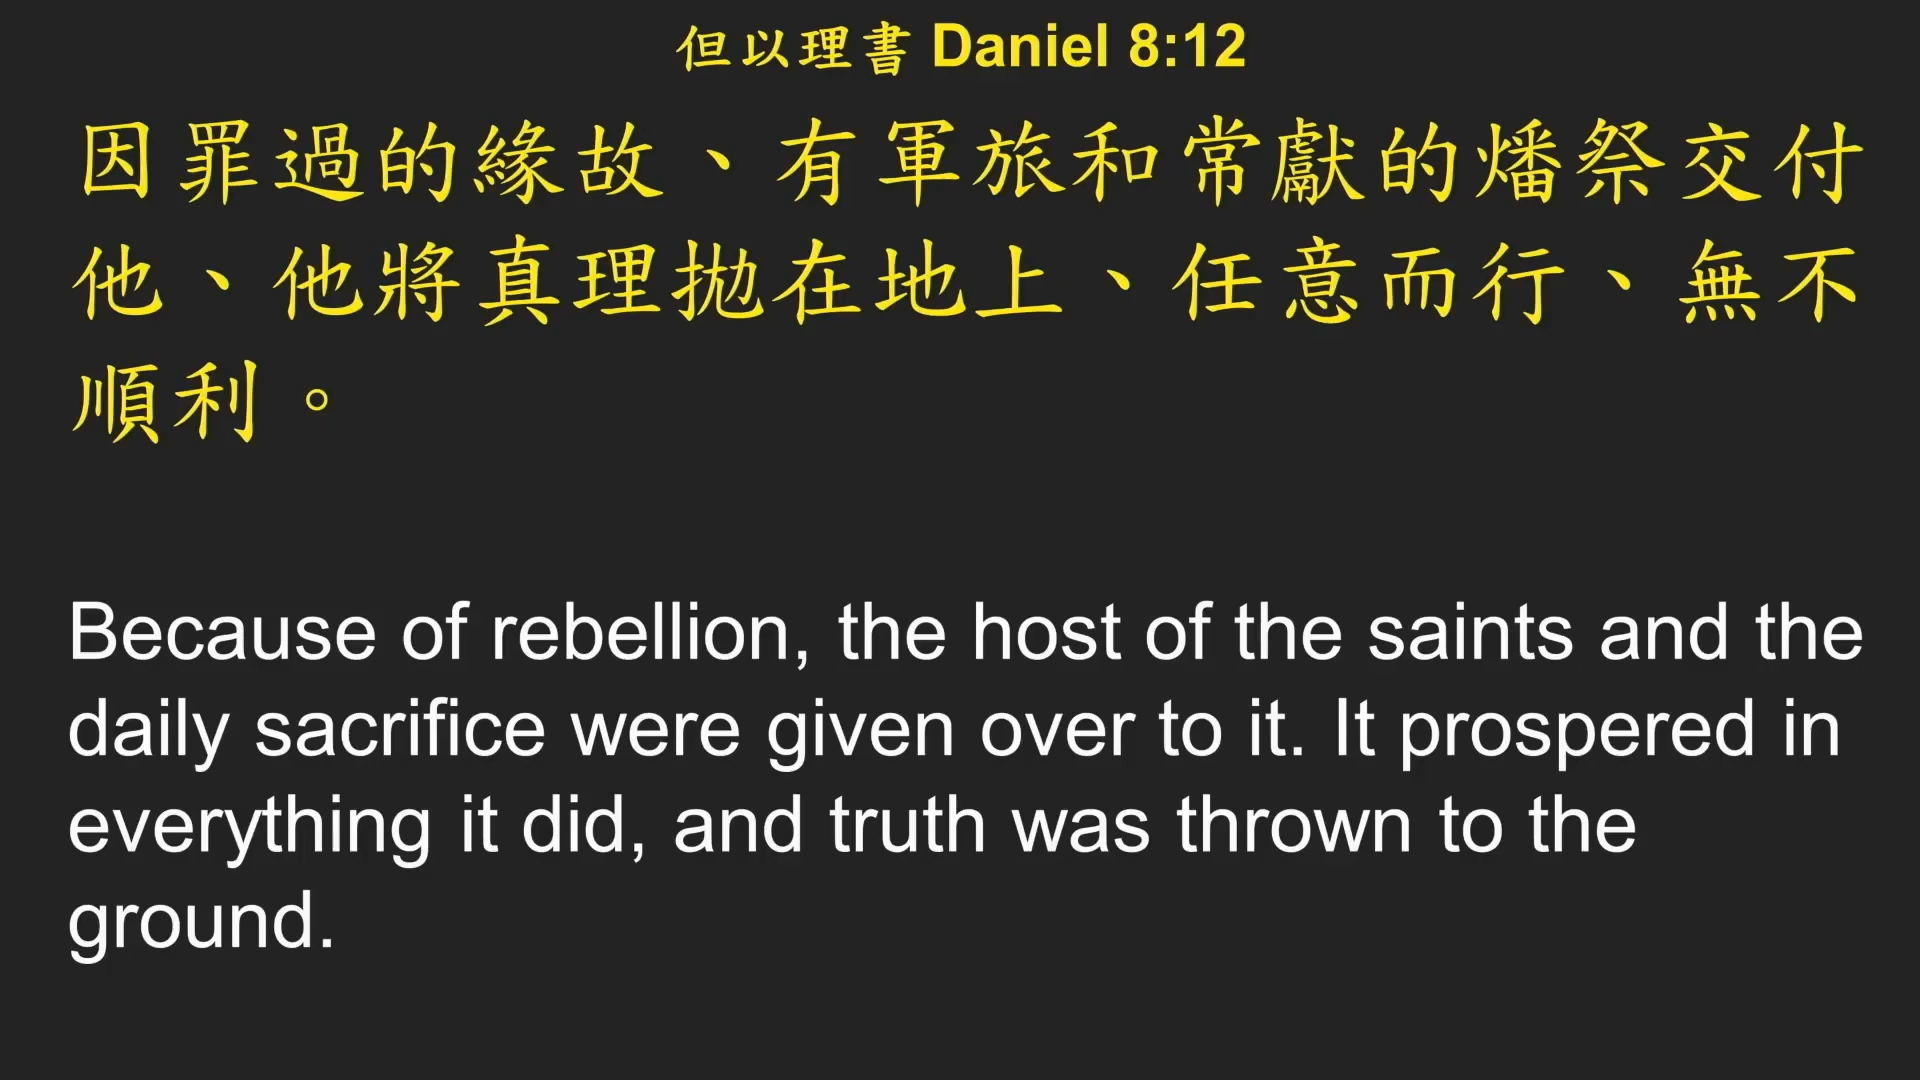 但以理書 Daniel 8:12
因罪過的緣故、有軍旅和常獻的燔祭交付
他、他將真理拋在地上、任意而行、無不
順利。
Because of rebellion, the host of the saints and the
daily sacrifice were given over to it. It prospered in
everything it did, and truth was thrown to the
ground.